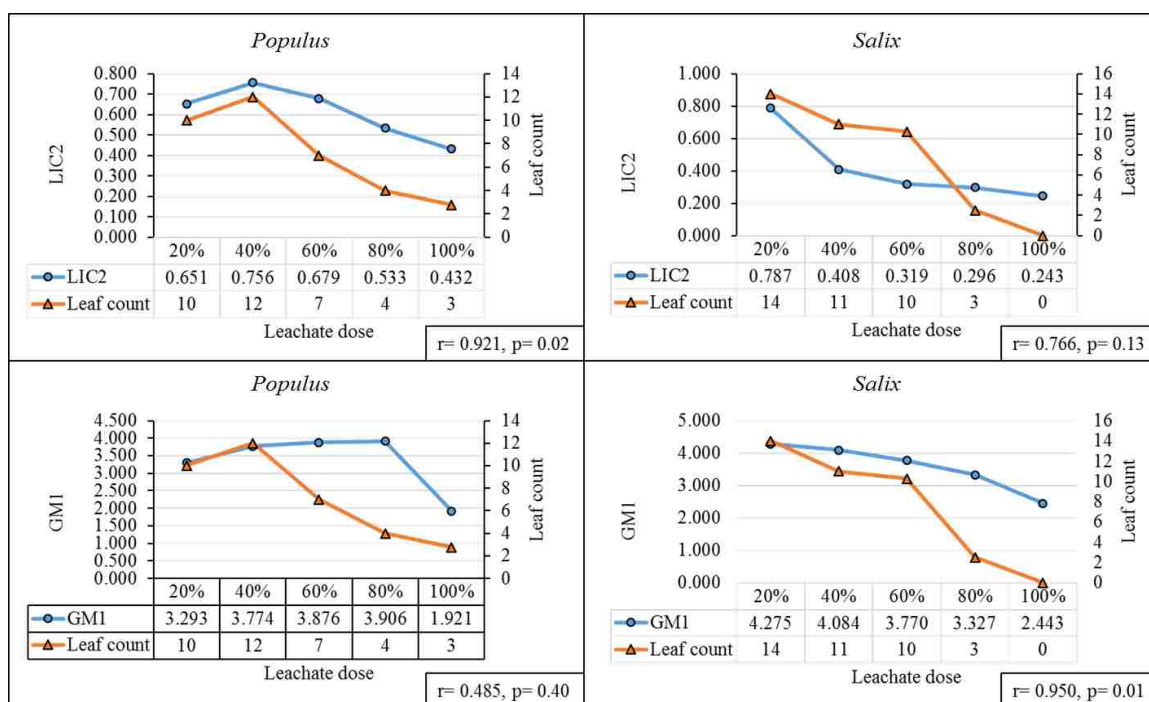 Populus
LIC2
0.800
0.700
0.600
0.500
0.400
0.300
0.200
0.100
0.000
14
12
10
8
6
4
2
0
Leaf count
20% 40% 60% 80% 100%
LIC2 0.651 0.756 0.679 0.533 0.432
Leaf count 10 12 7 4 3
Leachate dose
r= 0.921, p= 0.02
Salix
LIC2
1.000
0.800
0.600
0.400
0.200
0.000
16
14
12
10
8
6
4
2
0
Leaf count
20% 40% 60% 80% 100%
LIC2 0.787 0.408 0.319 0.296 0.243
Leaf count 14 11 10 3 0
Leachate dose
r= 0.766, p= 0.13
Populus
GM1
4.500
4.000
3.500
3.000
2.500
2.000
1.500
1.000
0.500
0.000
14
12
10
8
6
4
2
0
Leaf count
20% 40% 60% 80% 100%
GM1 3.293 3.774 3.876 3.906 1.921
Leaf count 10 12 7 4 3
Leachate dose
r= 0.485, p= 0.40
Salix
GM1
5.000
4.000
3.000
2.000
1.000
0.000
16
14
12
10
8
6
4
2
0
Leaf count
20% 40% 60% 80% 100%
GM1 4.275 4.084 3.770 3.327 2.443
Leaf count 14 11 10 3 0
Leachate dose
r= 0.950, p= 0.01